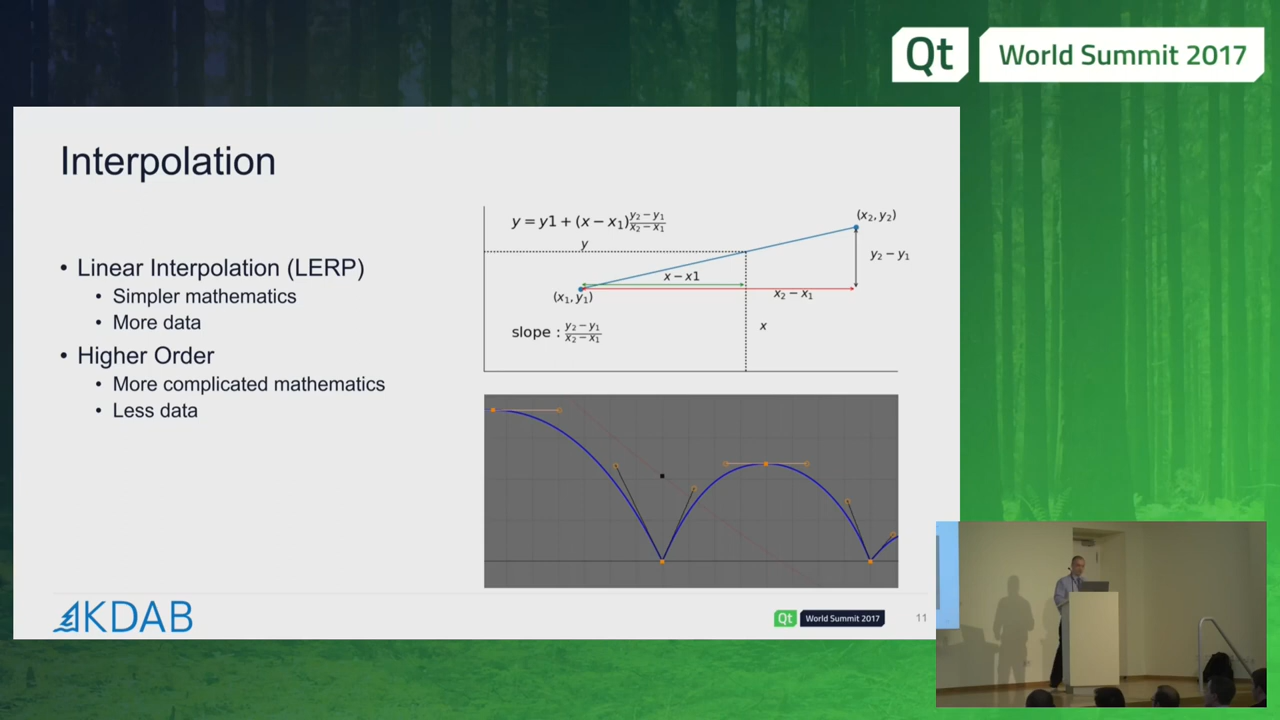 Qt World Summit 2017
Interpolation
• Linear Interpolation (LERP)
• Simpler mathematics
• More data
• Higher Order
• More complicated mathematics
• Less data
y = y1 + (x − x₁) y₂ − y₁ / x₂ − x₁
y
(x₂, y₂)
y₂ − y₁
x − x1
(x₁, y₁)
x₂ − x₁
x
slope : y₂ − y₁ / x₂ − x₁
KDAB
Qt World Summit 2017
11